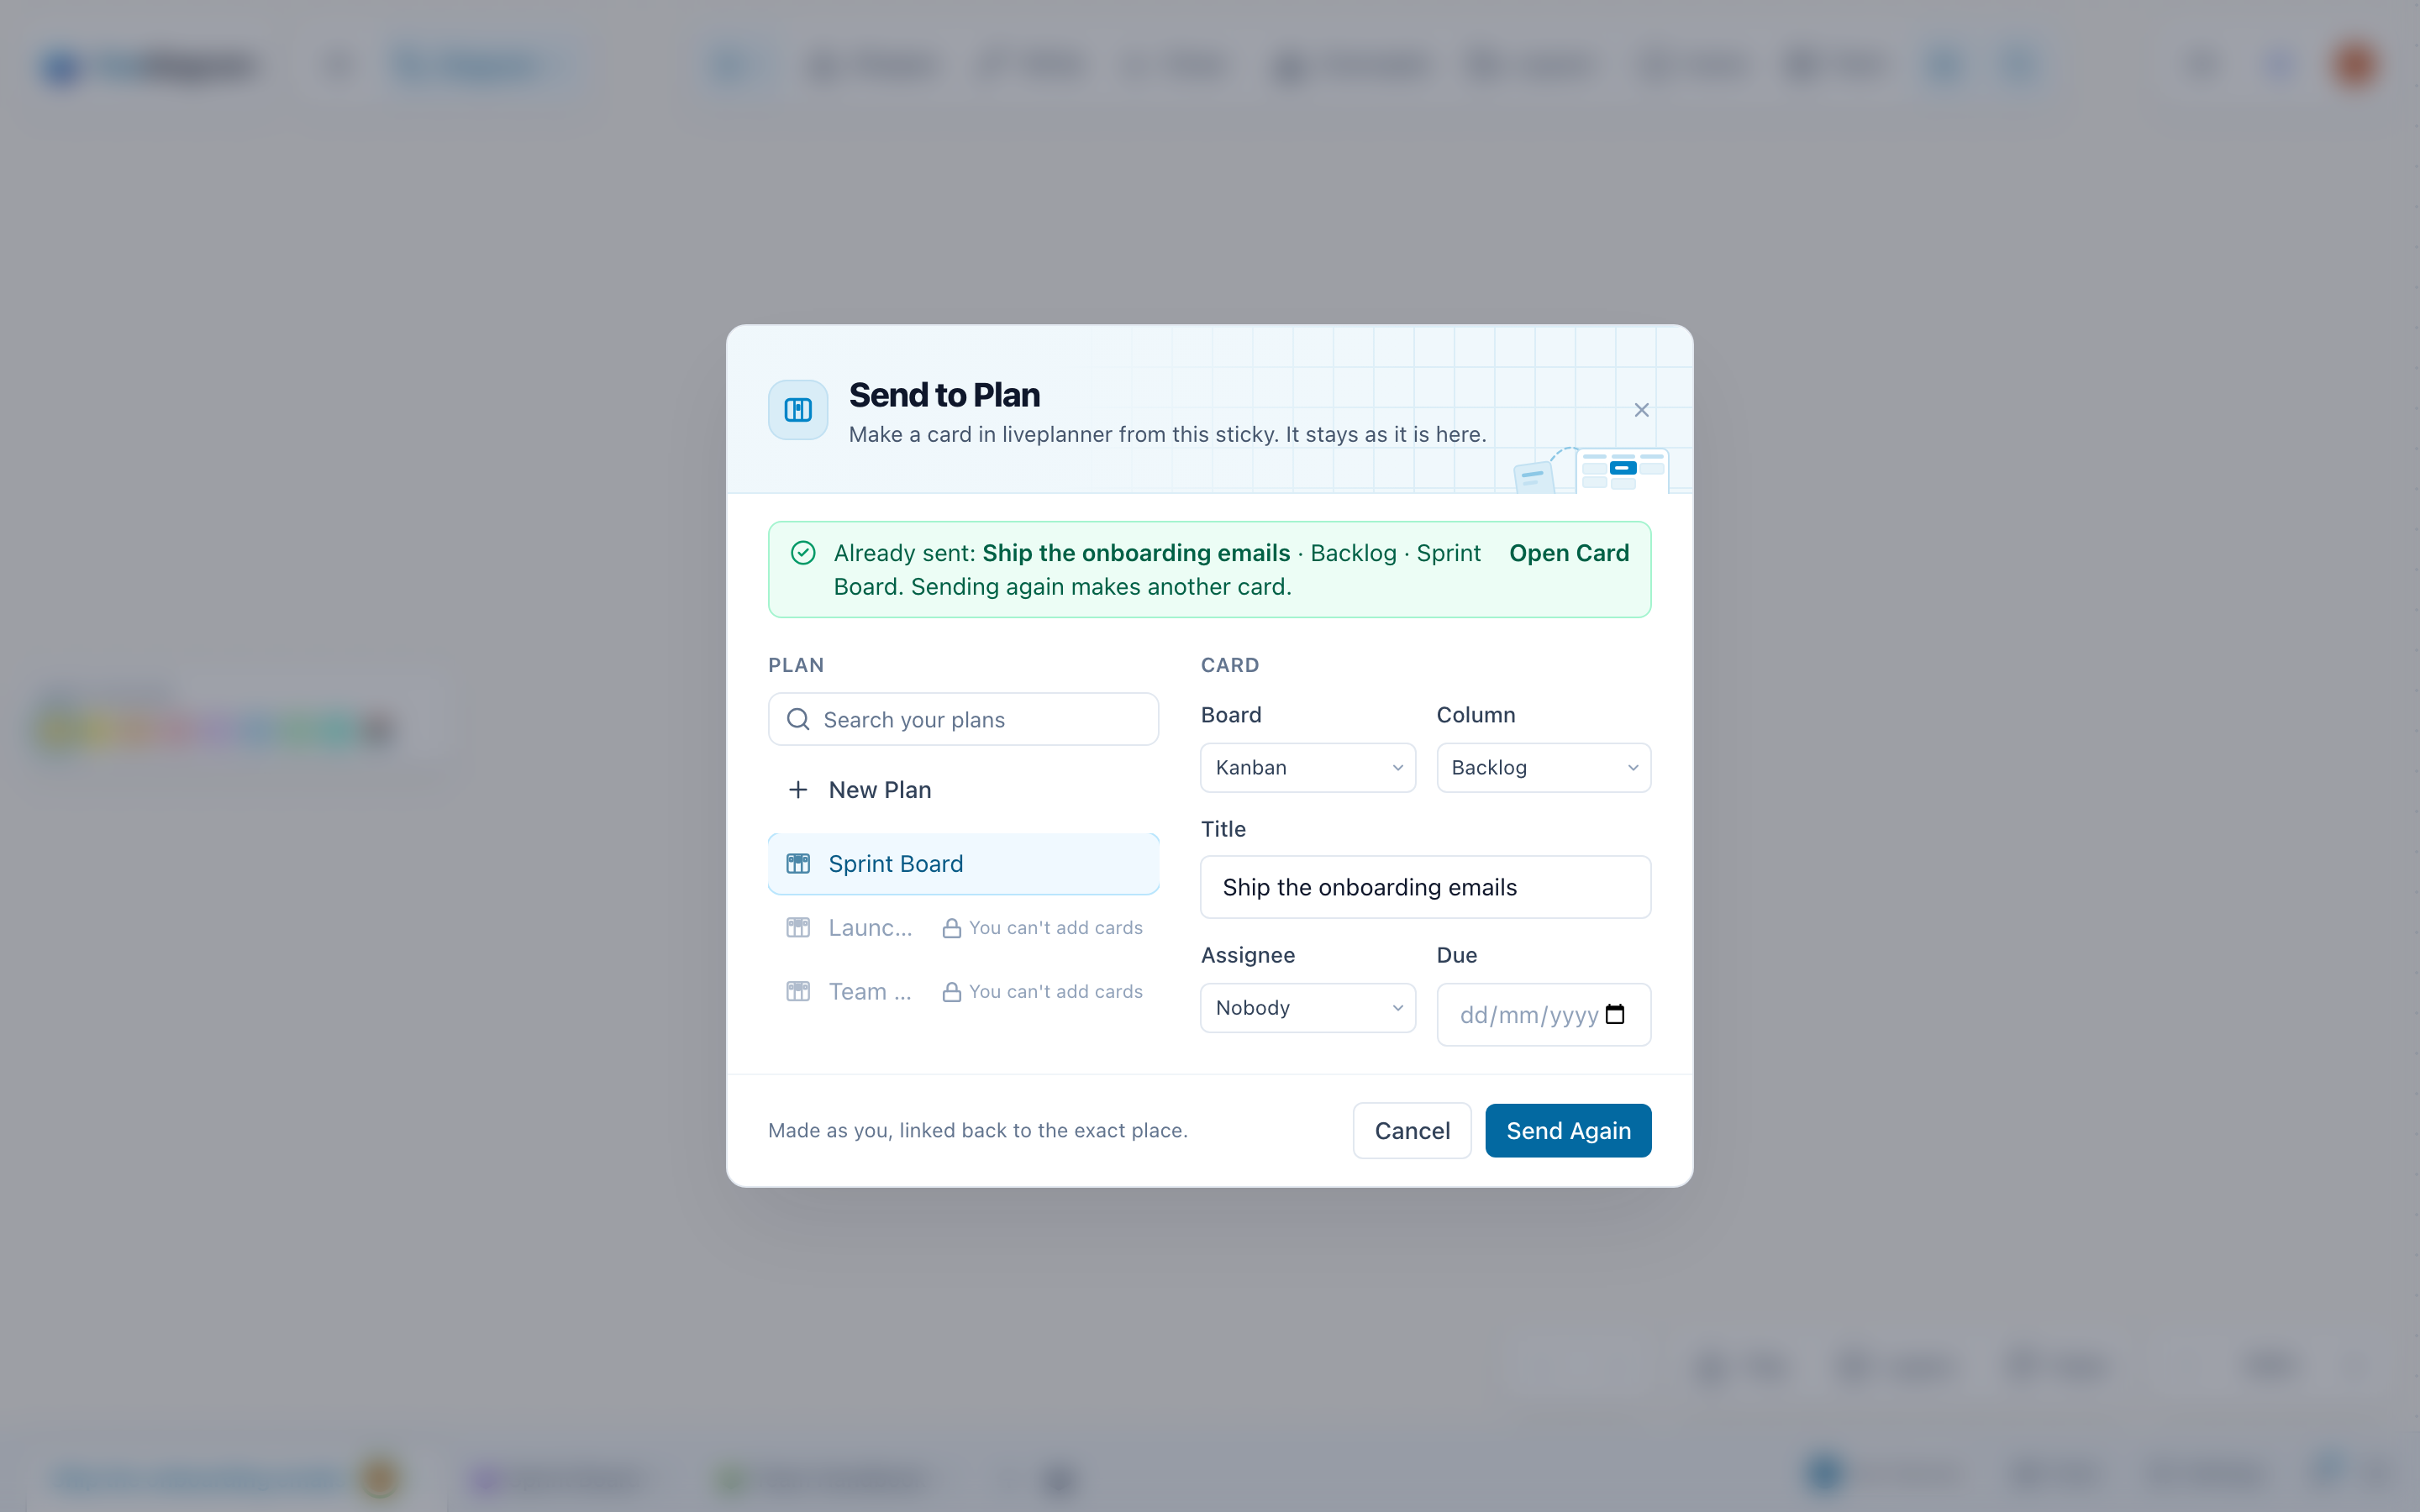 Send to Plan
Make a card in liveplanner from this sticky. It stays as it is here.
Already sent: Ship the onboarding emails · Backlog · Sprint
Board. Sending again makes another card.
Open Card
PLAN
Search your plans
New Plan
Sprint Board
Launc... You can't add cards
Team ... You can't add cards
CARD
Board Column
Kanban Backlog
Title
Ship the onboarding emails
Assignee Due
Nobody dd/mm/yyyy
Made as you, linked back to the exact place.
Cancel Send Again